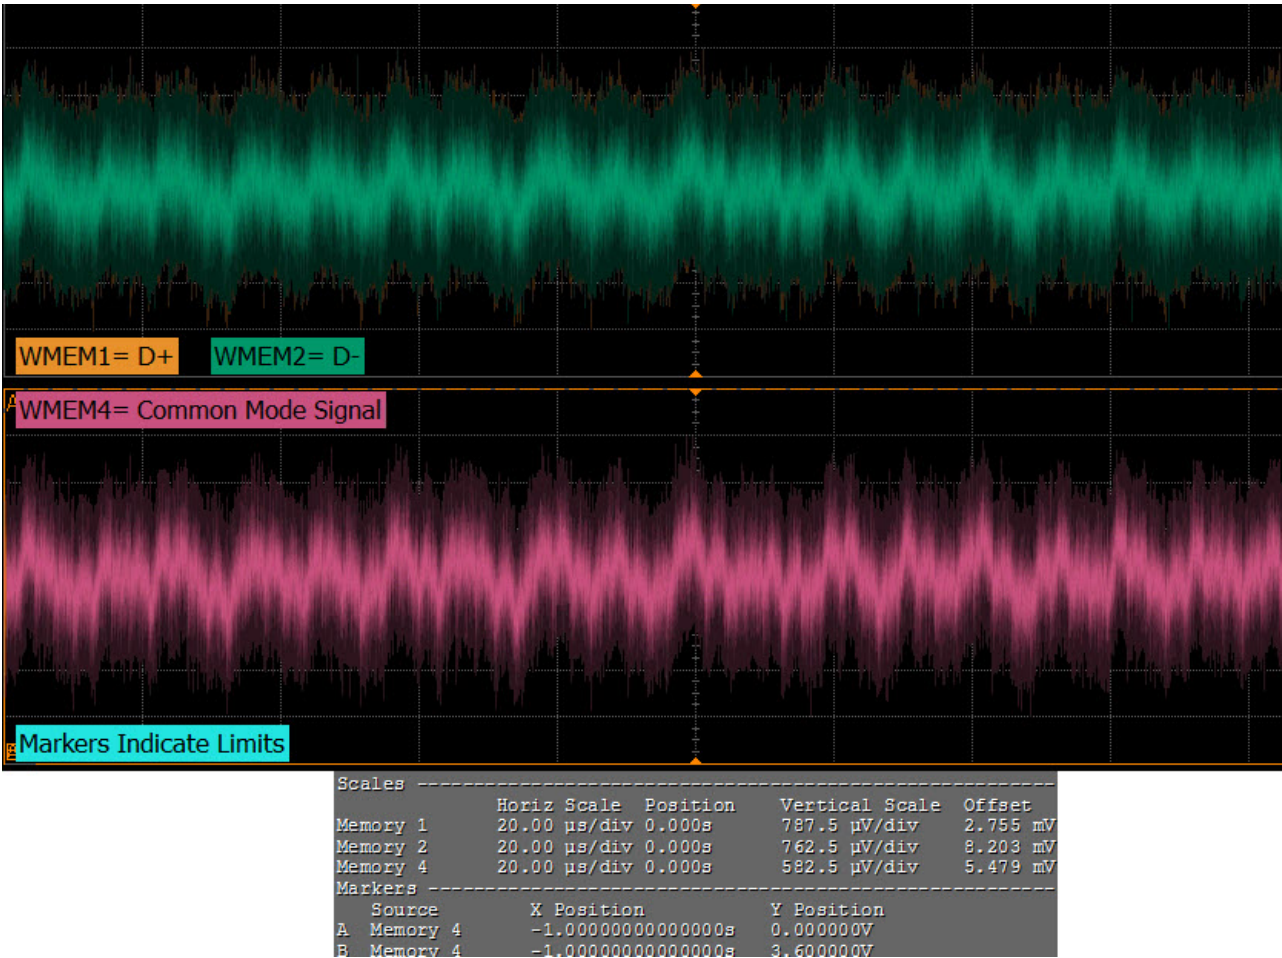 WMEM1= D+ WMEM2= D-
A
WMEM4= Common Mode Signal
B Markers Indicate Limits
Scales ------------------------------------------------------------
Horiz Scale Position Vertical Scale Offset
Memory 1 20.00 µs/div 0.000s 787.5 µV/div 2.755 mV
Memory 2 20.00 µs/div 0.000s 762.5 µV/div 8.203 mV
Memory 4 20.00 µs/div 0.000s 582.5 µV/div 5.479 mV
Markers -----------------------------------------------------------
Source X Position Y Position
A Memory 4 -1.00000000000000s 0.000000V
B Memory 4 -1.00000000000000s 3.600000V